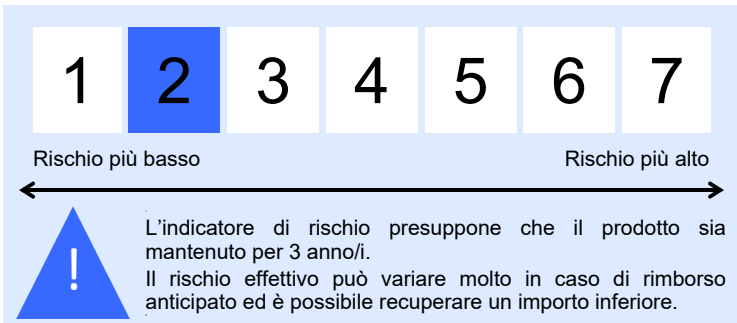 1 2 3 4 5 6 7
Rischio più basso Rischio più alto
! L'indicatore di rischio presuppone che il prodotto sia
mantenuto per 3 anno/i.
Il rischio effettivo può variare molto in caso di rimborso
anticipato ed è possibile recuperare un importo inferiore.